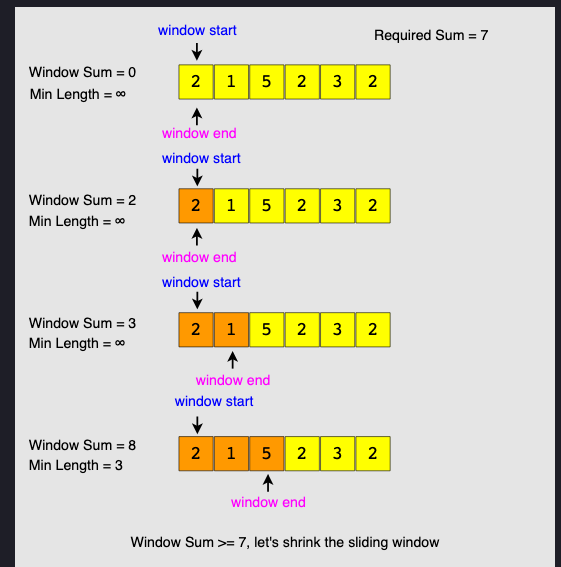 window start
Required Sum = 7
Window Sum = 0
Min Length = ∞
2 1 5 2 3 2
window end
window start
Window Sum = 2
Min Length = ∞
2 1 5 2 3 2
window end
window start
Window Sum = 3
Min Length = ∞
2 1 5 2 3 2
window end
window start
Window Sum = 8
Min Length = 3
2 1 5 2 3 2
window end
Window Sum >= 7, let's shrink the sliding window